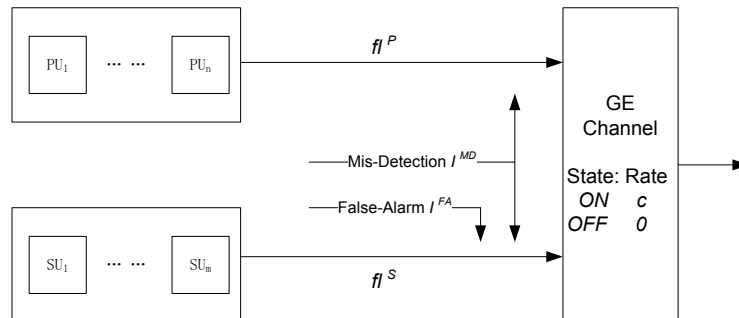 PU1 ... ... PUn
fl P
GE
Channel
State: Rate
ON c
OFF 0
Mis-Detection I MD
False-Alarm I FA
SU1 ... ... SUm
fl S